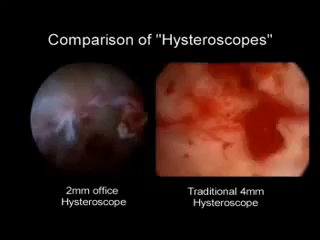 Comparison of "Hysteroscopes"
2mm office
Hysteroscope
Traditional 4mm
Hysteroscope